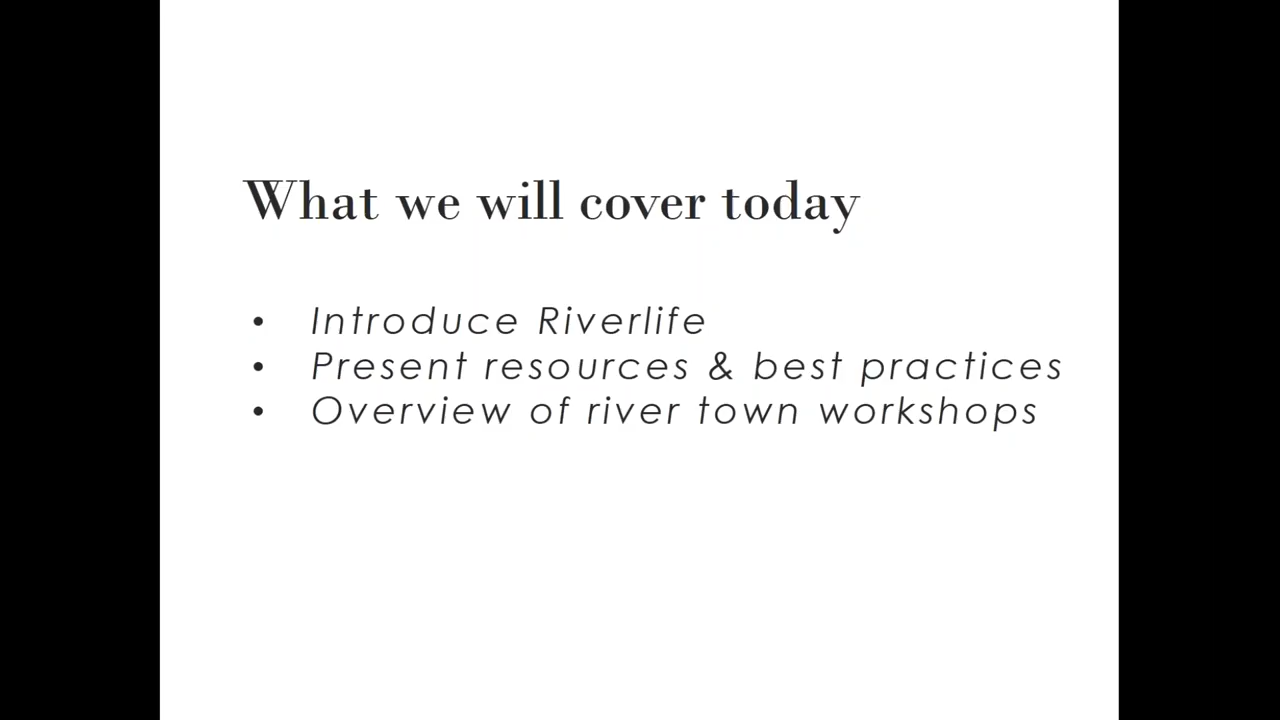 What we will cover today
• Introduce Riverlife
• Present resources & best practices
• Overview of river town workshops